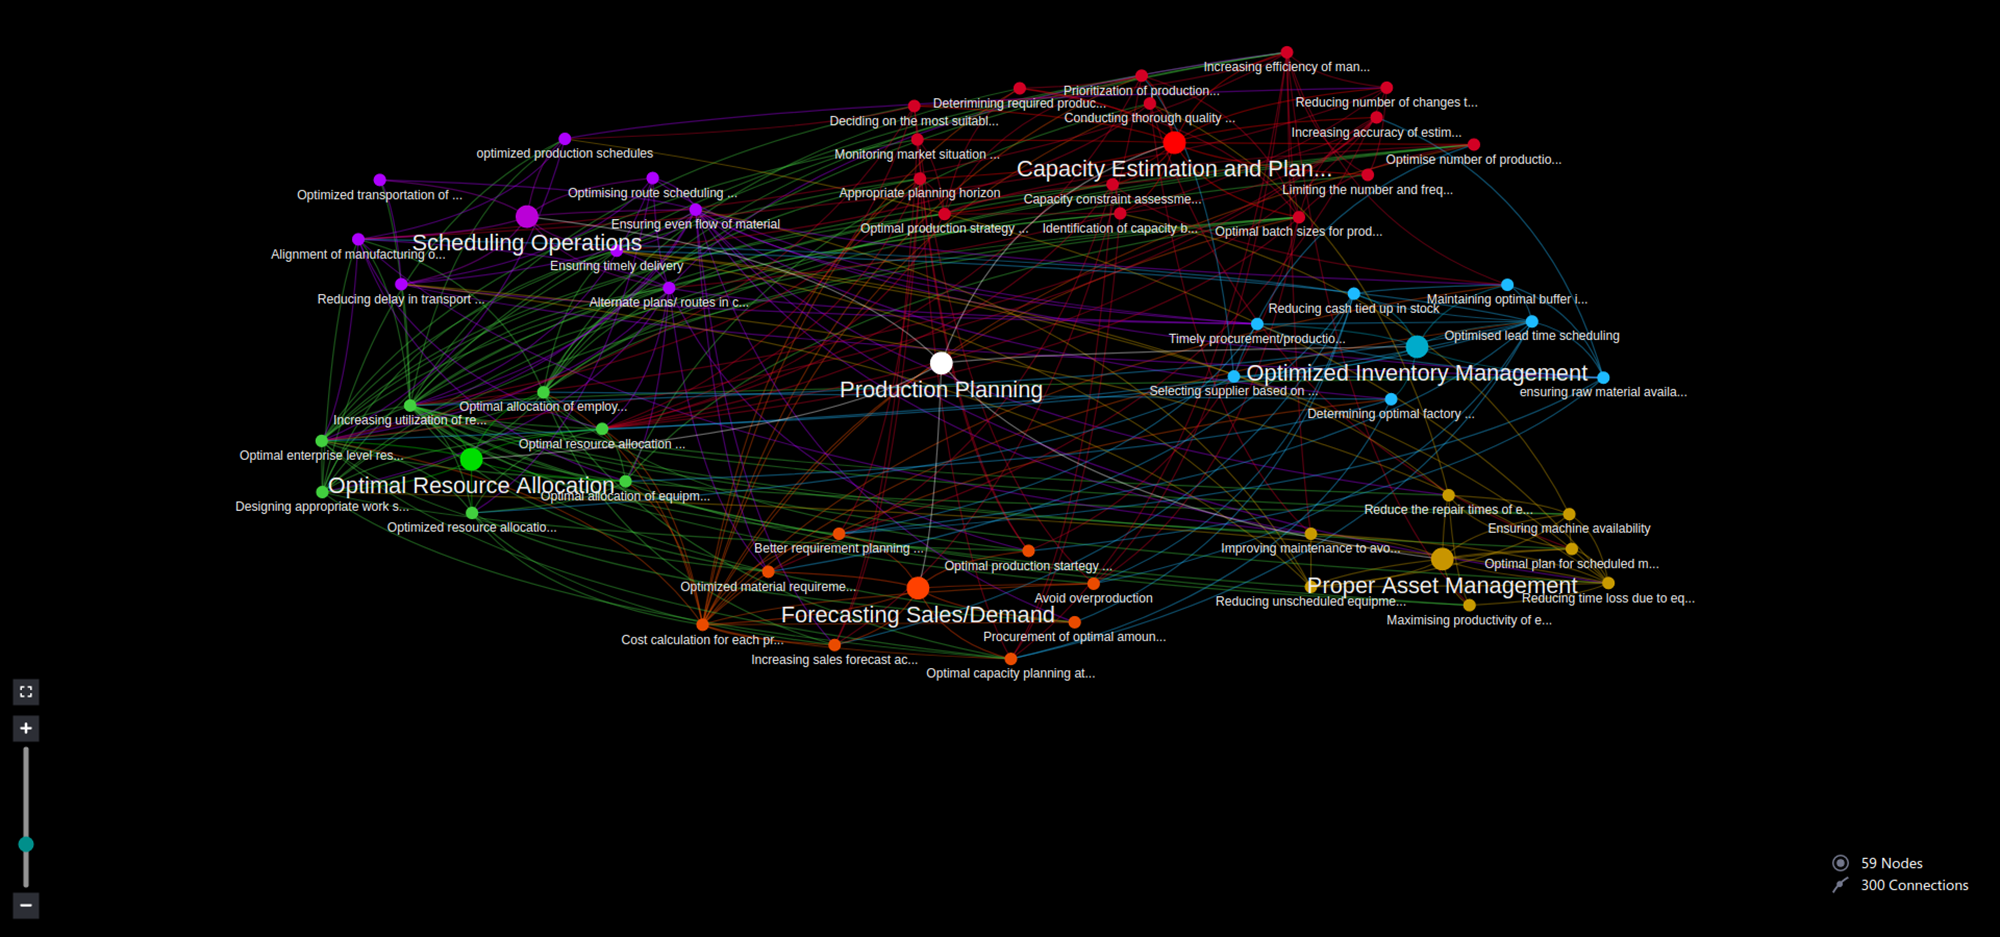 Increasing efficiency of man...
Prioritization of production...
Determining required produc...
Reducing number of changes t...
Deciding on the most suitabl...
Conducting thorough quality ...
Increasing accuracy of estim...
Monitoring market situation ...
optimized production schedules
Optimise number of productio...
Capacity Estimation and Plan...
Optimized transportation of ...
Optimising route scheduling ...
Appropriate planning horizon
Limiting the number and freq...
Capacity constraint assessme...
Ensuring even flow of material
Optimal production strategy ...
Identification of capacity b...
Optimal batch sizes for prod...
Scheduling Operations
Alignment of manufacturing o...
Ensuring timely delivery
Reducing delay in transport ...
Alternate plans/ routes in c...
Maintaining optimal buffer i...
Reducing cash tied up in stock
Timely procurement/productio...
Optimised lead time scheduling
Optimized Inventory Management
Production Planning
Selecting supplier based on ...
ensuring raw material availa...
Optimal allocation of employ...
Determining optimal factory ...
Increasing utilization of re...
Optimal resource allocation ...
Optimal enterprise level res...
Optimal Resource Allocation
Optimal allocation of equipm...
Designing appropriate work s...
Reduce the repair times of e...
Optimized resource allocatio...
Ensuring machine availability
Better requirement planning ...
Improving maintenance to avo...
Optimal production startegy ...
Optimal plan for scheduled m...
Optimized material requireme...
Proper Asset Management
Avoid overproduction
Reducing unscheduled equipme...
Reducing time loss due to eq...
Forecasting Sales/Demand
Maximising productivity of e...
Cost calculation for each pr...
Procurement of optimal amoun...
Increasing sales forecast ac...
Optimal capacity planning at...
59 Nodes
300 Connections